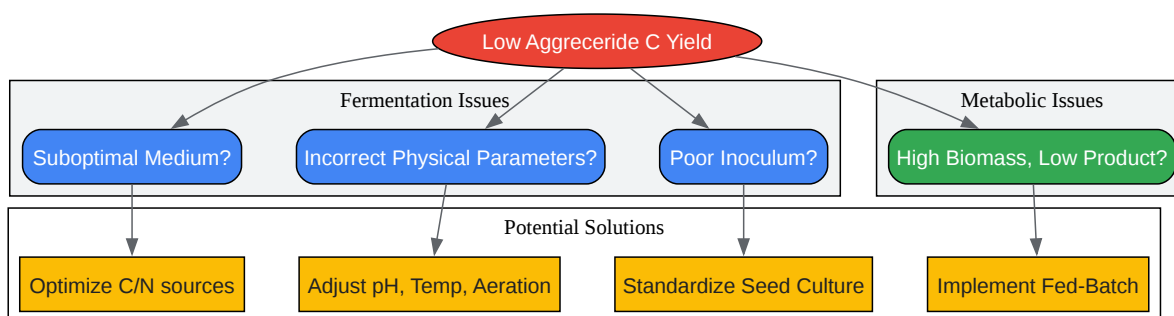 Low Aggreceride C Yield
Fermentation Issues
Metabolic Issues
Suboptimal Medium?
Incorrect Physical Parameters?
Poor Inoculum?
High Biomass, Low Product?
Potential Solutions
Optimize C/N sources
Adjust pH, Temp, Aeration
Standardize Seed Culture
Implement Fed-Batch